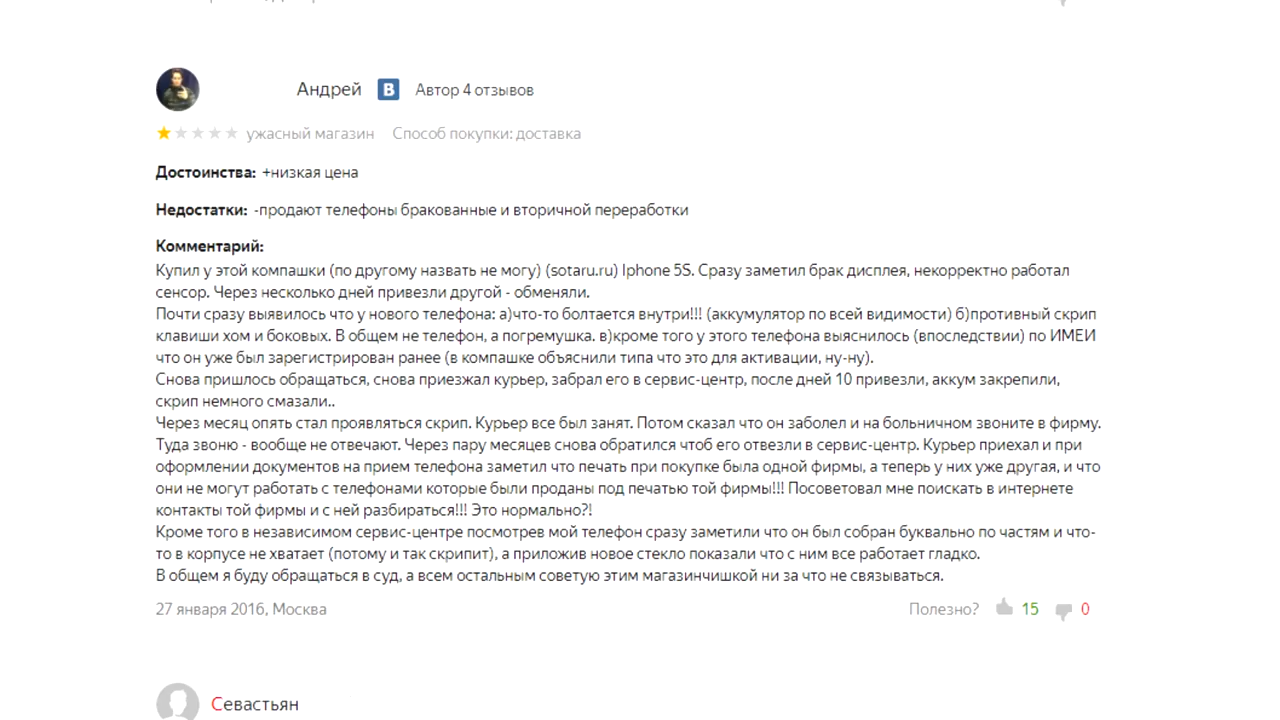 Андрей В Автор 4 отзывов
ужасный магазин Способ покупки: доставка
Достоинства: +низкая цена
Недостатки: -продают телефоны бракованные и вторичной переработки
Комментарий:
Купил у этой компашки (по другому назвать не могу) (sotaru.ru) Iphone 5S. Сразу заметил брак дисплея, некорректно работал
сенсор. Через несколько дней привезли другой - обменяли.
Почти сразу выявилось что у нового телефона: а)что-то болтается внутри!!! (аккумулятор по всей видимости) б)противный скрип
клавиши хом и боковых. В общем не телефон, а погремушка. в)кроме того у этого телефона выяснилось (впоследствии) по ИМЕИ
что он уже был зарегистрирован ранее (в компашке объяснили типа что это для активации, ну-ну).
Снова пришлось обращаться, снова приезжал курьер, забрал его в сервис-центр, после дней 10 привезли, аккум закрепили,
скрип немного смазали..
Через месяц опять стал проявляться скрип. Курьер все был занят. Потом сказал что он заболел и на больничном звоните в фирму.
Туда звоню - вообще не отвечают. Через пару месяцев снова обратился чтоб его отвезли в сервис-центр. Курьер приехал и при
оформлении документов на прием телефона заметил что печать при покупке была одной фирмы, а теперь у них уже другая, и что
они не могут работать с телефонами которые были проданы под печатью той фирмы!!! Посоветовал мне поискать в интернете
контакты той фирмы и с ней разбираться!!! Это нормально?!
Кроме того в независимом сервис-центре посмотрев мой телефон сразу заметили что он был собран буквально по частям и что-
то в корпусе не хватает (потому и так скрипит), а приложив новое стекло показали что с ним все работает гладко.
В общем я буду обращаться в суд, а всем остальным советую этим магазинчишкой ни за что не связываться.
27 января 2016, Москва Полезно? 15 0
Севастьян